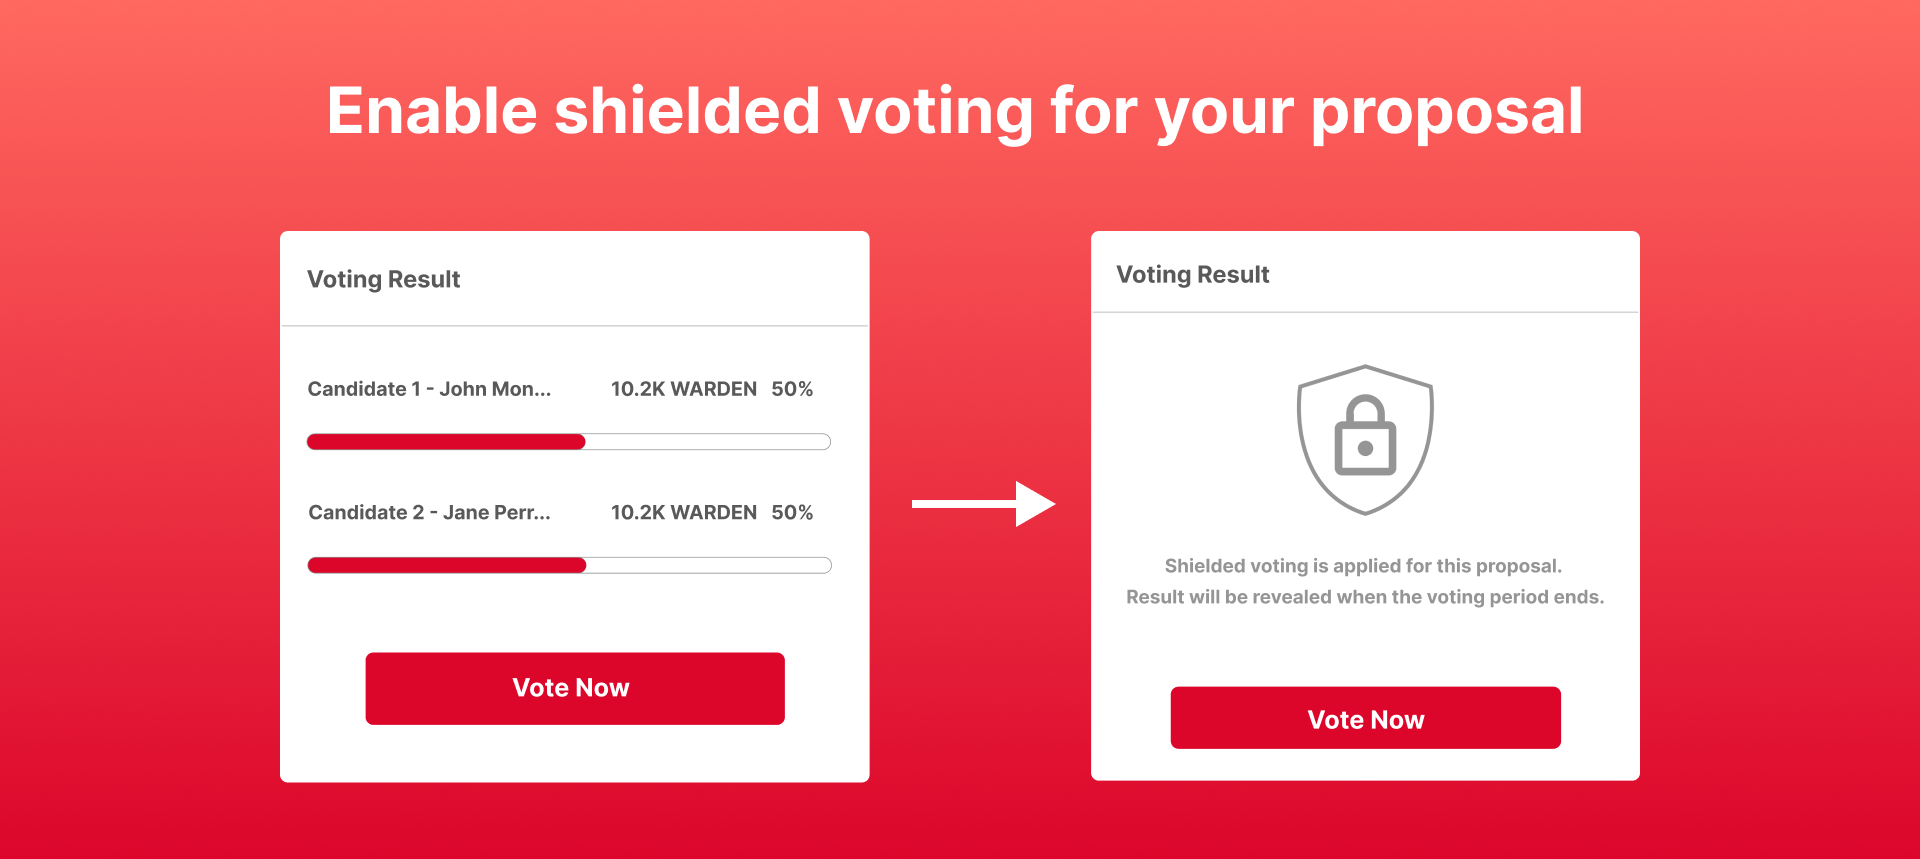 Enable shielded voting for your proposal
Voting Result
Candidate 1 - John Mon... 10.2K WARDEN 50%
Candidate 2 - Jane Perr... 10.2K WARDEN 50%
Vote Now
Voting Result
Shielded voting is applied for this proposal.
Result will be revealed when the voting period ends.
Vote Now